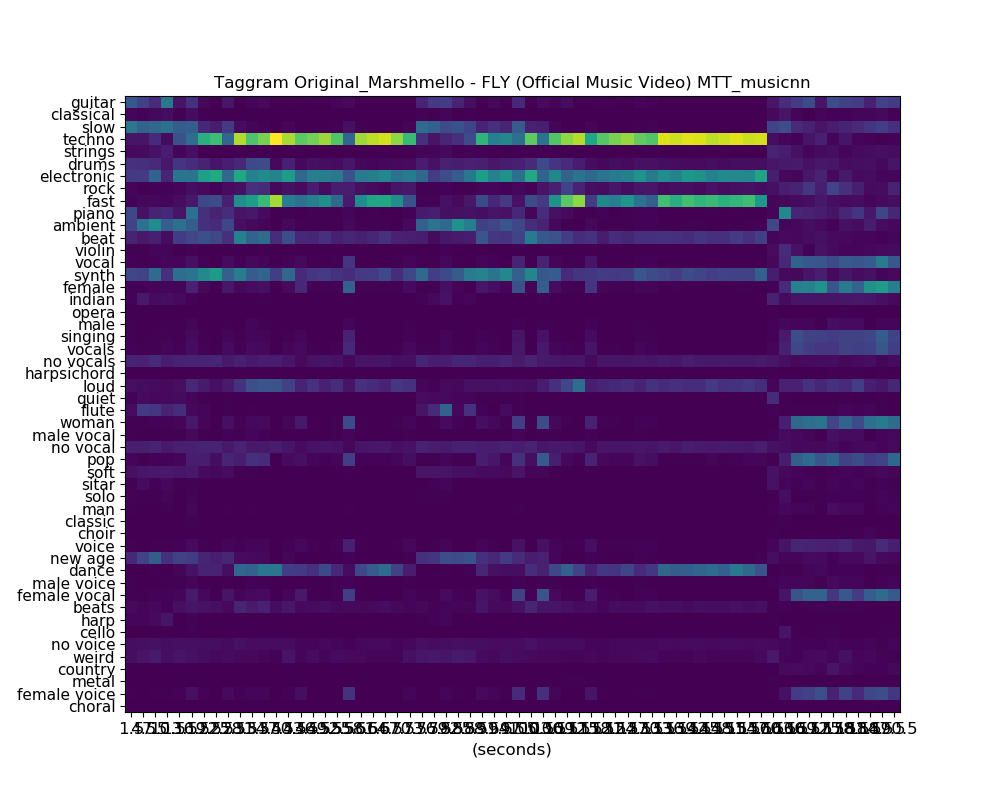 Taggram Original_Marshmello - FLY (Official Music Video) MTT_musicnn
guitar
classical
slow
techno
strings
drums
electronic
rock
fast
piano
ambient
beat
violin
vocal
synth
female
indian
opera
male
singing
vocals
no vocals
harpsichord
loud
quiet
flute
woman
male vocal
no vocal
pop
soft
sitar
solo
man
classic
choir
voice
new age
dance
male voice
female vocal
beats
harp
cello
no voice
weird
country
metal
female voice
choral
(seconds)